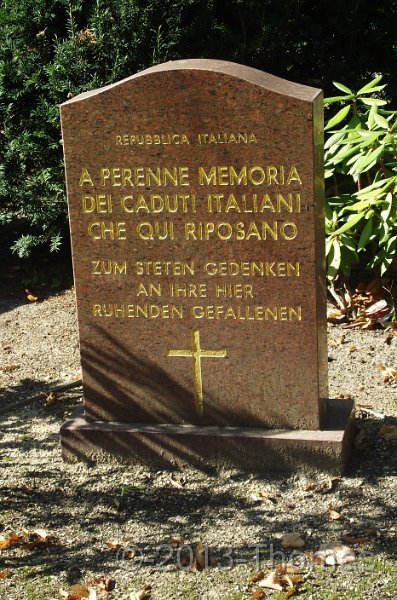 REPUBBLICA ITALIANA
A PERENNE MEMORIA
DEI CADUTI ITALIANI
CHE QUI RIPOSANO
ZUM STETEN GEDENKEN
AN IHRE HIER
RUHENDEN GEFALLENEN
© 2013 Thomas